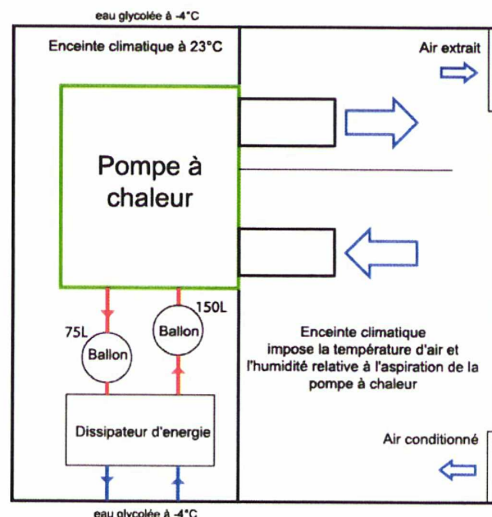 eau glycolée à -4°C
Enceinte climatique à 23°C
Air extrait
Pompe à
chaleur
75L
150L
Ballon
Ballon
Enceinte climatique
impose la température d'air et
l'humidité relative à l'aspiration de la
pompe à chaleur
Dissipateur d'energie
Air conditionné
eau glycolée à -4°C